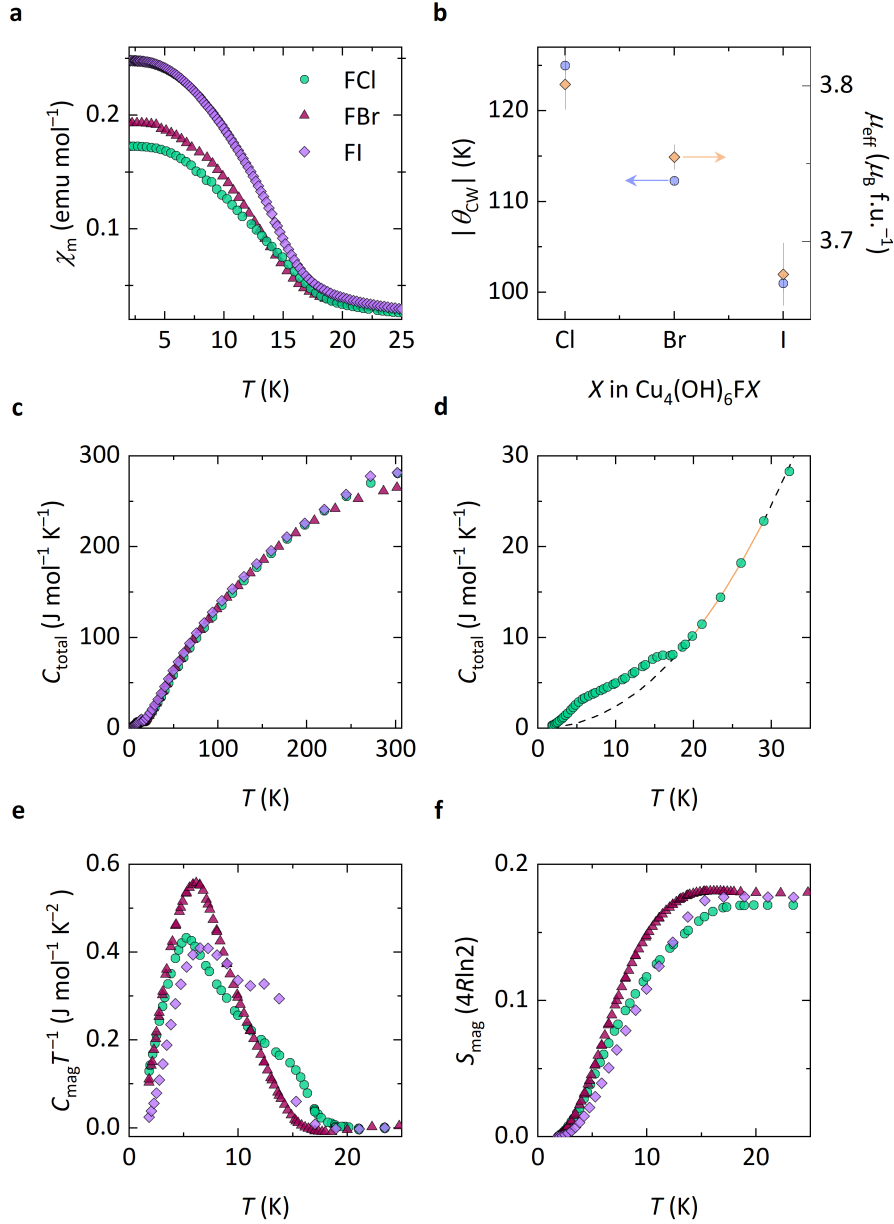 a
χm (emu mol⁻¹)
0.2
0.1
5 10 15 20 25
T (K)
FCl
FBr
FI
b
|θCW| (K)
120
110
100
Cl Br I
3.8
3.7
μeff (μB f.u.⁻¹)
X in Cu₄(OH)₆FX
c
Ctotal (J mol⁻¹ K⁻¹)
300
200
100
0
0 100 200 300
T (K)
d
Ctotal (J mol⁻¹ K⁻¹)
30
20
10
0
0 10 20 30
T (K)
e
CmagT⁻¹ (J mol⁻¹ K⁻²)
0.6
0.4
0.2
0.0
0 10 20
T (K)
f
Smag (4Rln2)
0.2
0.1
0.0
0 10 20
T (K)